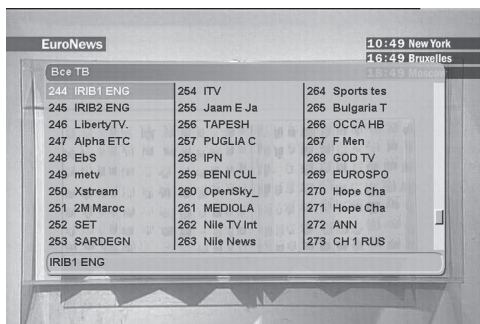 EuroNews
10:49 New York
16:49 Bruxelles
18:49 Moscow
Все ТВ
244 IRIB1 ENG
245 IRIB2 ENG
246 LibertyTV.
247 Alpha ETC
248 EbS
249 metv
250 Xstream
251 2M Maroc
252 SET
253 SARDEGN
254 ITV
255 Jaam E Ja
256 TAPESH
257 PUGLIA C
258 IPN
259 BENI CUL
260 OpenSky_
261 MEDIOLA
262 Nile TV Int
263 Nile News
264 Sports tes
265 Bulgaria T
266 OCCA HB
267 F Men
268 GOD TV
269 EUROSPO
270 Hope Cha
271 Hope Cha
272 ANN
273 CH 1 RUS
IRIB1 ENG